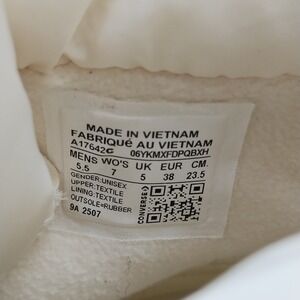 MADE IN VIETNAM
FABRIQUÉ AU VIETNAM
A17642C 06YKMXFDPQBXH
MENS WO'S UK EUR CM.
5.5 7 5 38 23.5
GENDER:UNISEX
UPPER:TEXTILE
LINING:TEXTILE
OUTSOLE=RUBBER
9A 2507
CONVERSE